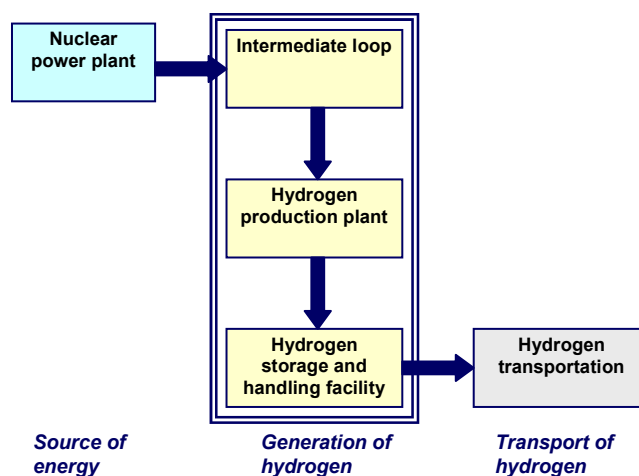 Nuclear
power plant
Intermediate loop
Hydrogen
production plant
Hydrogen
storage and
handling facility
Hydrogen
transportation
Source of
energy
Generation of
hydrogen
Transport of
hydrogen